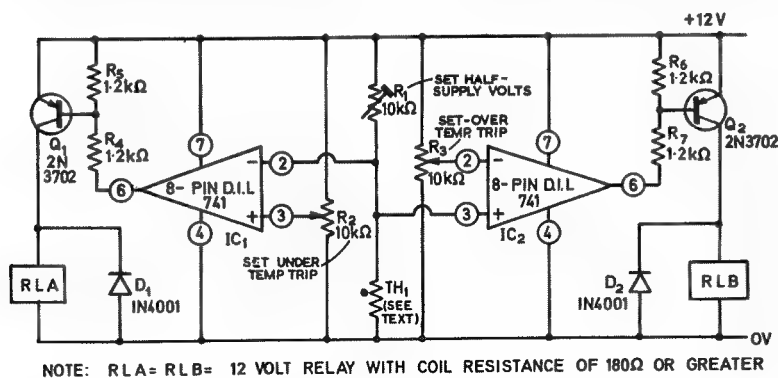 +12V
R5
1·2kΩ
Q1
2N
3702
R4
1·2kΩ
6
7
8-PIN D.I.L
741
2
3
4
IC1
R2
10kΩ
SET UNDER
TEMP TRIP
RLA
D1
IN4001
R1
10kΩ
SET HALF-
SUPPLY VOLTS
SET-OVER
TEMP TRIP
R3
10kΩ
TH1
(SEE
TEXT)
2
3
7
8-PIN D.I.L
741
4
IC2
6
R6
1·2kΩ
R7
1·2kΩ
Q2
2N3702
D2
IN4001
RLB
0V
NOTE: RLA= RLB= 12 VOLT RELAY WITH COIL RESISTANCE OF 180Ω OR GREATER